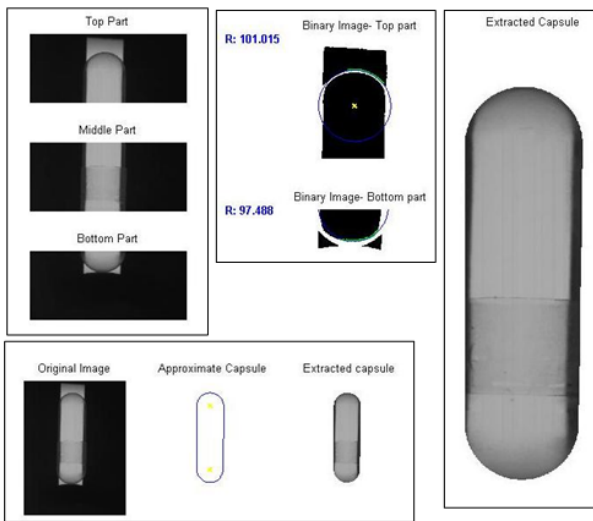 Top Part
Middle Part
Bottom Part
Binary Image- Top part
R: 101.015
Binary Image- Bottom part
R: 97.488
Extracted Capsule
Original Image
Approximate Capsule
Extracted capsule